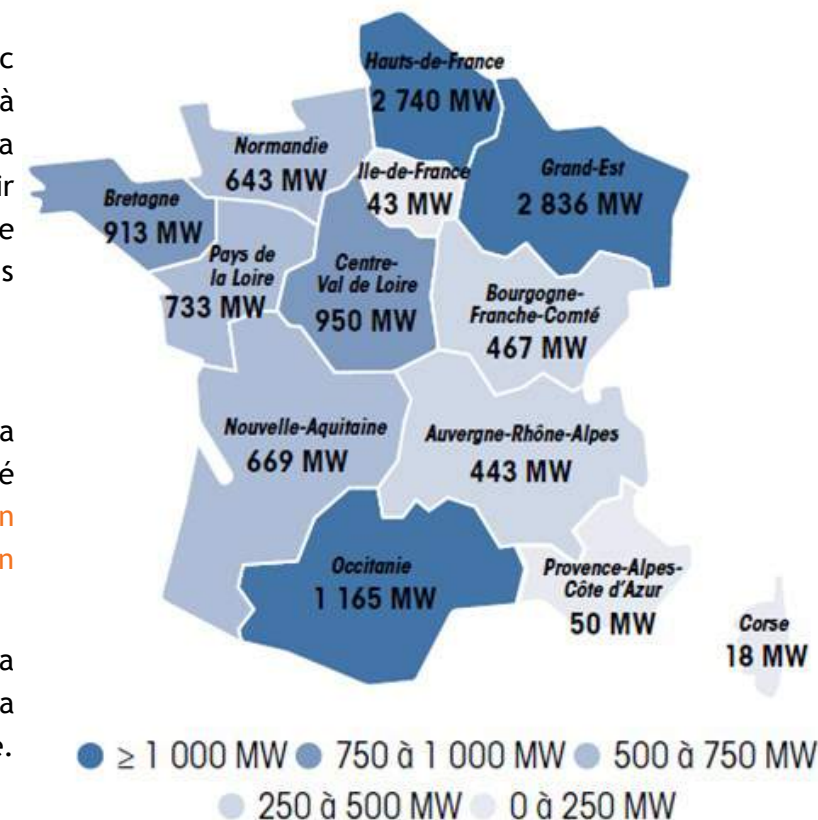 c
à
a
ir
e
s
a
é
n
n
a
a
e.
Hauts-de-France
2 740 MW
Normandie
643 MW
Ile-de-France
43 MW
Grand-Est
2 836 MW
Bretagne
913 MW
Pays de
la Loire
733 MW
Centre-
Val de Loire
950 MW
Bourgogne-
Franche-Comté
467 MW
Nouvelle-Aquitaine
669 MW
Auvergne-Rhône-Alpes
443 MW
Occitanie
1 165 MW
Provence-Alpes-
Côte d'Azur
50 MW
Corse
18 MW
≥ 1 000 MW 750 à 1 000 MW 500 à 750 MW
250 à 500 MW 0 à 250 MW